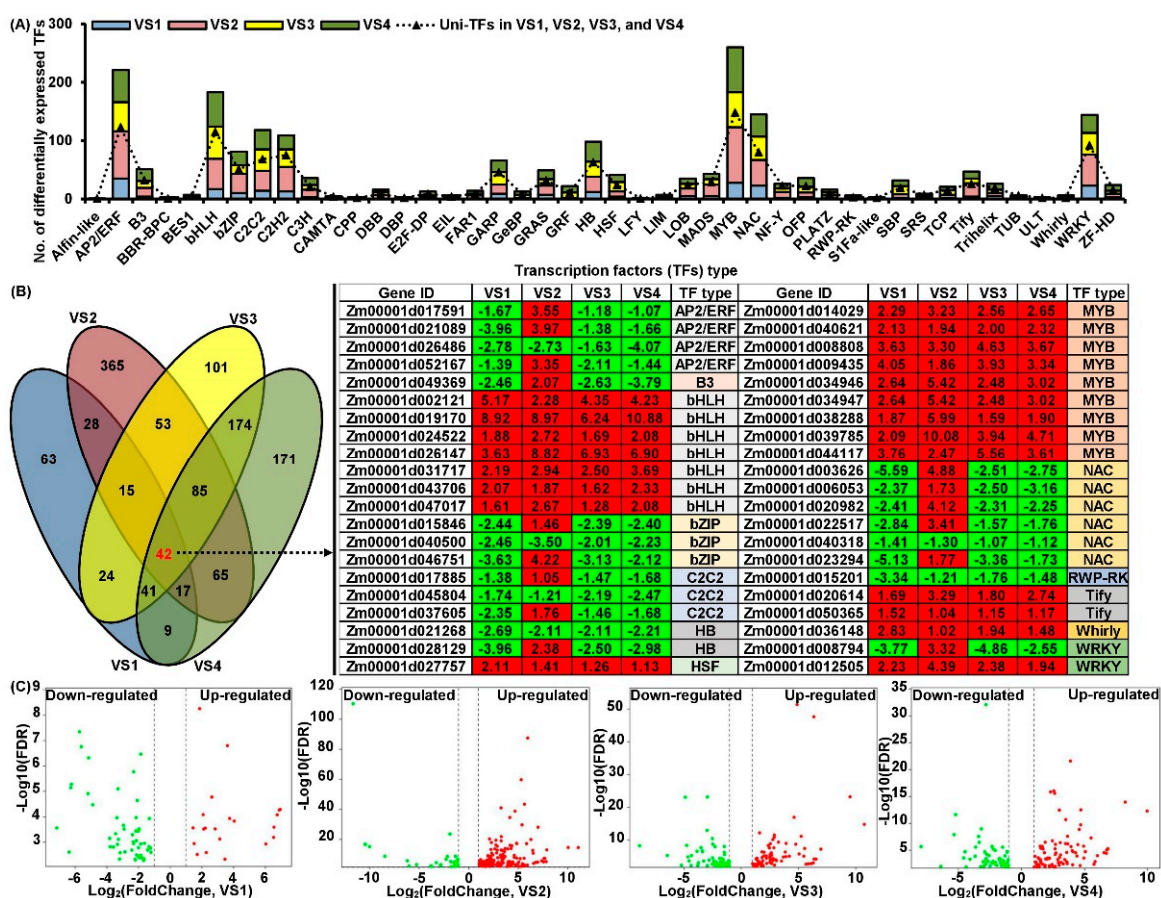 (A)
VS1 VS2 VS3 VS4 Uni-TFs in VS1, VS2, VS3, and VS4
No. of differentially expressed TFs
300
200
100
0
Alfin-like AP2/ERF B3 BBR-BPC BES1 bHLH bZIP C2C2 C2H2 C3H CAMTA CPP DBB DBP E2F-DP EIL FAR1 GARP GeBP GRAS GRF HB HSF LFY LIM LOB MADS MYB NAC NF-Y OFP PLATZ RWP-RK S1Fa-like SBP SRS TCP Tify Trihelix TUB ULT Whirly WRKY ZF-HD
Transcription factors (TFs) type
(B)
VS2 VS3
365 101
28 53 174
63 171
15 85
42
24 65
41 17
9
VS1 VS4
Gene ID VS1 VS2 VS3 VS4 TF type Gene ID VS1 VS2 VS3 VS4 TF type
Zm00001d017591 -1.67 3.55 -1.18 -1.07 AP2/ERF Zm00001d014029 2.29 3.23 2.56 2.65 MYB
Zm00001d021089 -3.96 3.97 -1.38 -1.66 AP2/ERF Zm00001d040621 2.13 1.94 2.00 2.32 MYB
Zm00001d026486 -2.78 -2.73 -1.63 -4.07 AP2/ERF Zm00001d008808 3.63 3.30 4.63 3.67 MYB
Zm00001d052167 -1.39 3.35 -2.11 -1.44 AP2/ERF Zm00001d009435 4.05 1.86 3.93 3.34 MYB
Zm00001d049369 -2.46 2.07 -2.63 -3.79 B3 Zm00001d034946 2.64 5.42 2.48 3.02 MYB
Zm00001d002121 5.17 2.28 4.35 4.23 bHLH Zm00001d034947 2.64 5.42 2.48 3.02 MYB
Zm00001d019170 8.92 8.97 6.24 10.88 bHLH Zm00001d038288 1.87 5.99 1.59 1.90 MYB
Zm00001d024522 1.88 2.72 1.69 2.08 bHLH Zm00001d039785 2.09 10.08 3.94 4.71 MYB
Zm00001d026147 3.63 8.82 6.93 6.90 bHLH Zm00001d044117 3.76 2.47 5.56 3.61 MYB
Zm00001d031717 2.19 2.94 2.50 3.69 bHLH Zm00001d003626 -5.59 4.88 -2.51 -2.75 NAC
Zm00001d043706 2.07 1.87 1.62 2.33 bHLH Zm00001d006053 -2.37 1.73 -2.50 -3.16 NAC
Zm00001d047017 1.61 2.67 1.28 2.08 bHLH Zm00001d020982 -2.41 4.12 -2.31 -2.25 NAC
Zm00001d015846 -2.44 1.46 -2.39 -2.40 bZIP Zm00001d022517 -2.84 3.41 -1.57 -1.76 NAC
Zm00001d040500 -2.46 -3.50 -2.01 -2.23 bZIP Zm00001d040318 -1.41 -1.30 -1.07 -1.12 NAC
Zm00001d046751 -3.63 4.22 -3.13 -2.12 bZIP Zm00001d023294 -5.13 1.77 -3.36 -1.73 NAC
Zm00001d017885 -1.38 1.05 -1.47 -1.68 C2C2 Zm00001d015201 -3.34 -1.21 -1.76 -1.48 RWP-RK
Zm00001d045804 -1.74 -1.21 -2.19 -2.47 C2C2 Zm00001d020614 1.69 3.29 1.80 2.74 Tify
Zm00001d037605 -2.35 1.76 -1.46 -1.68 C2C2 Zm00001d050365 1.52 1.04 1.15 1.17 Tify
Zm00001d021268 -2.69 -2.11 -2.11 -2.21 HB Zm00001d036148 2.83 1.02 1.94 1.48 Whirly
Zm00001d028129 -3.96 2.38 -2.50 -2.98 HB Zm00001d008794 -3.77 3.32 -4.86 -2.55 WRKY
Zm00001d027757 2.11 1.41 1.26 1.13 HSF Zm00001d012505 2.23 4.39 2.38 1.94 WRKY
(C)
Down-regulated Up-regulated
-Log10(FDR)
9
8
7
6
5
4
3
-6 -4 -2 0 2 4 6
Log2(FoldChange, VS1)
Down-regulated Up-regulated
-Log10(FDR)
120
100
80
60
40
20
-10 -5 0 5 10
Log2(FoldChange, VS2)
Down-regulated Up-regulated
-Log10(FDR)
50
40
30
20
10
-5 0 5 10
Log2(FoldChange, VS3)
Down-regulated Up-regulated
-Log10(FDR)
35
30
25
20
15
10
5
-5 0 5 10
Log2(FoldChange, VS4)